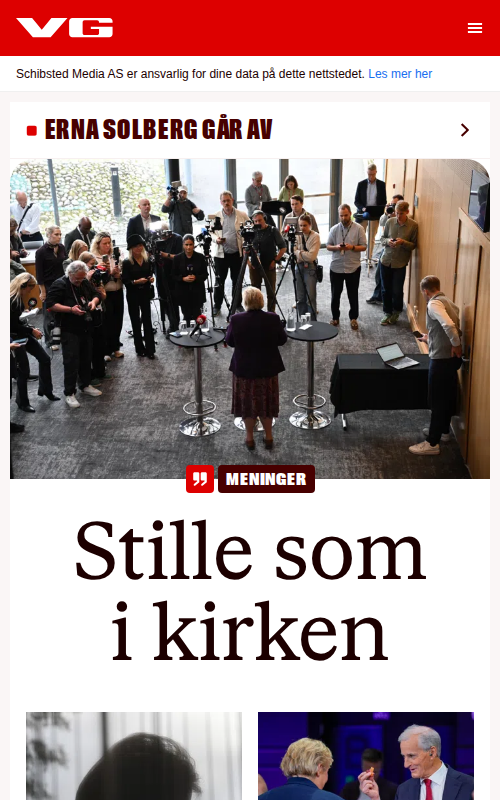 VG
Schibsted Media AS er ansvarlig for dine data på dette nettstedet. Les mer her
ERNA SOLBERG GÅR AV
MENINGER
Stille som
i kirken